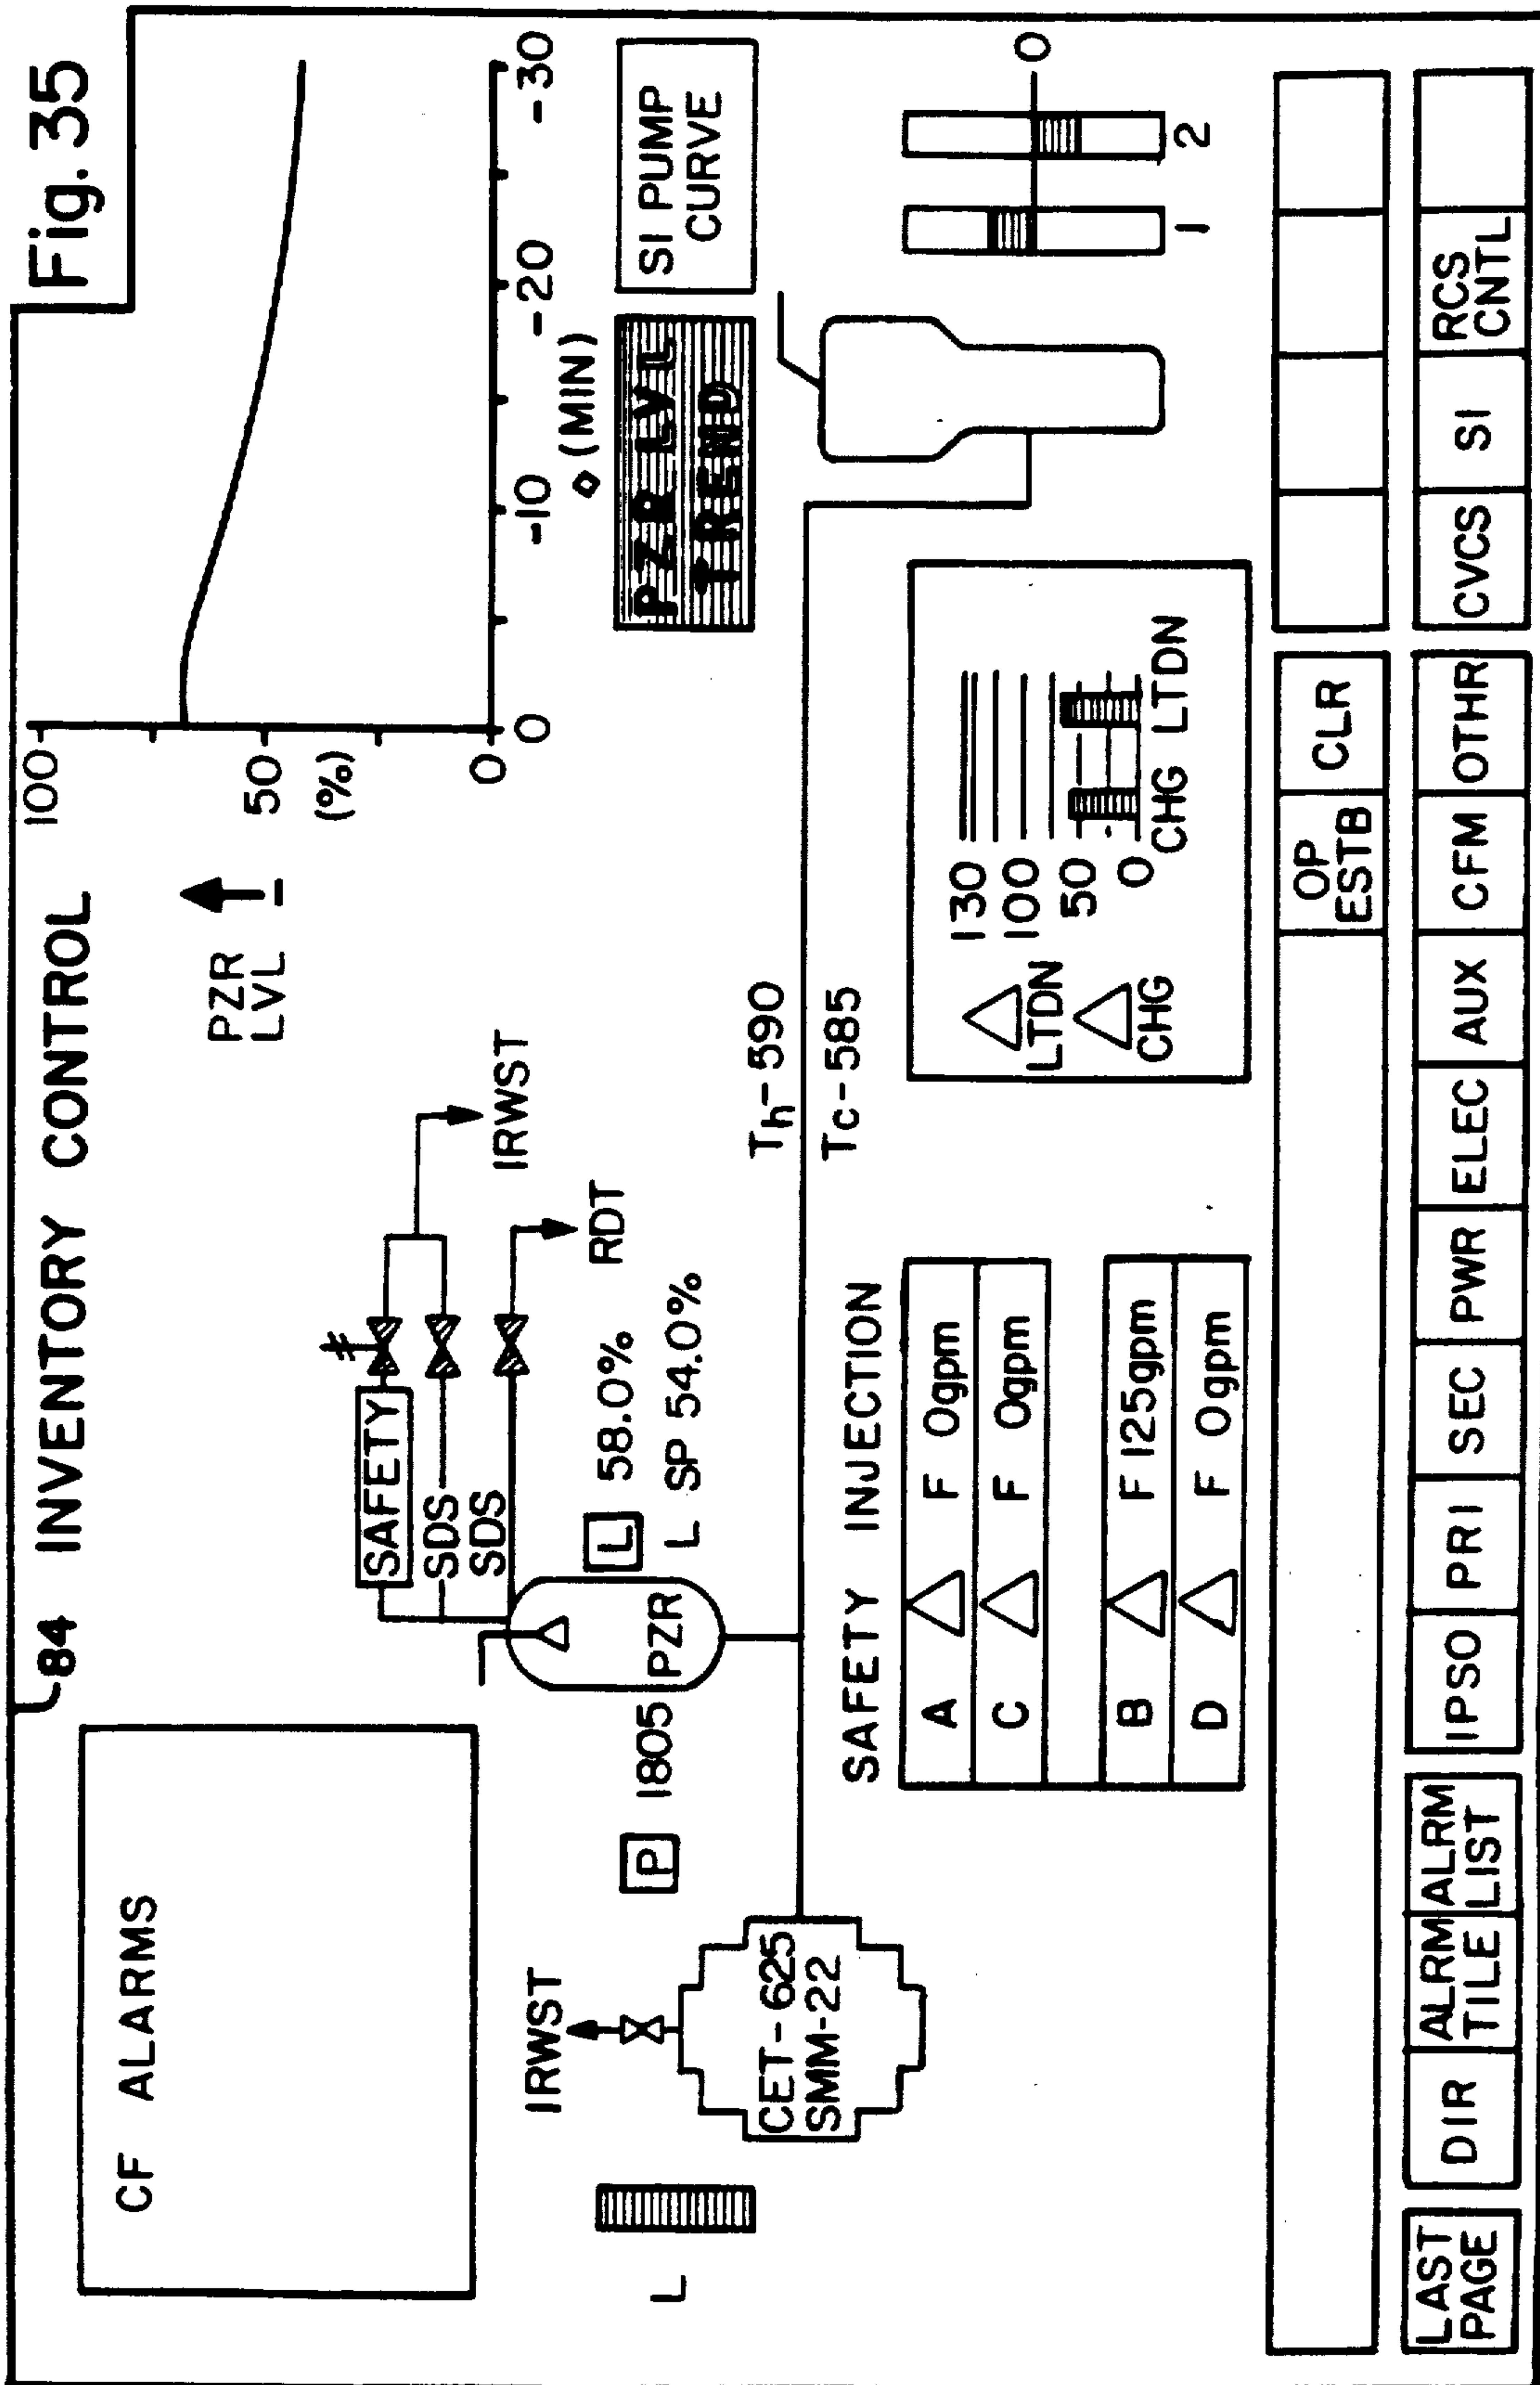 Fig. 35
84 INVENTORY CONTROL
CF ALARMS
PZR
LVL
100
50
(%)
0
0
-10
-20
-30
(MIN)
PZR LVL
TREND
SI PUMP
CURVE
SAFETY
SDS
SDS
IRWST
RDT
L 58.0%
L SP 54.0%
P 1805
PZR
IRWST
L
CET-625
SMM-22
Th-590
Tc-585
SAFETY INJECTION
A F 0gpm
C F 0gpm
B F 125gpm
D F 0gpm
LTDN
CHG
130
100
50
0
CHG LTDN
0
1
2
OP
ESTB
CLR
LAST
PAGE
DIR
ALRM
TILE
ALRM
LIST
IPSO
PRI
SEC
PWR
ELEC
AUX
CFM
OTHR
CVCS
SI
RCS
CNTL